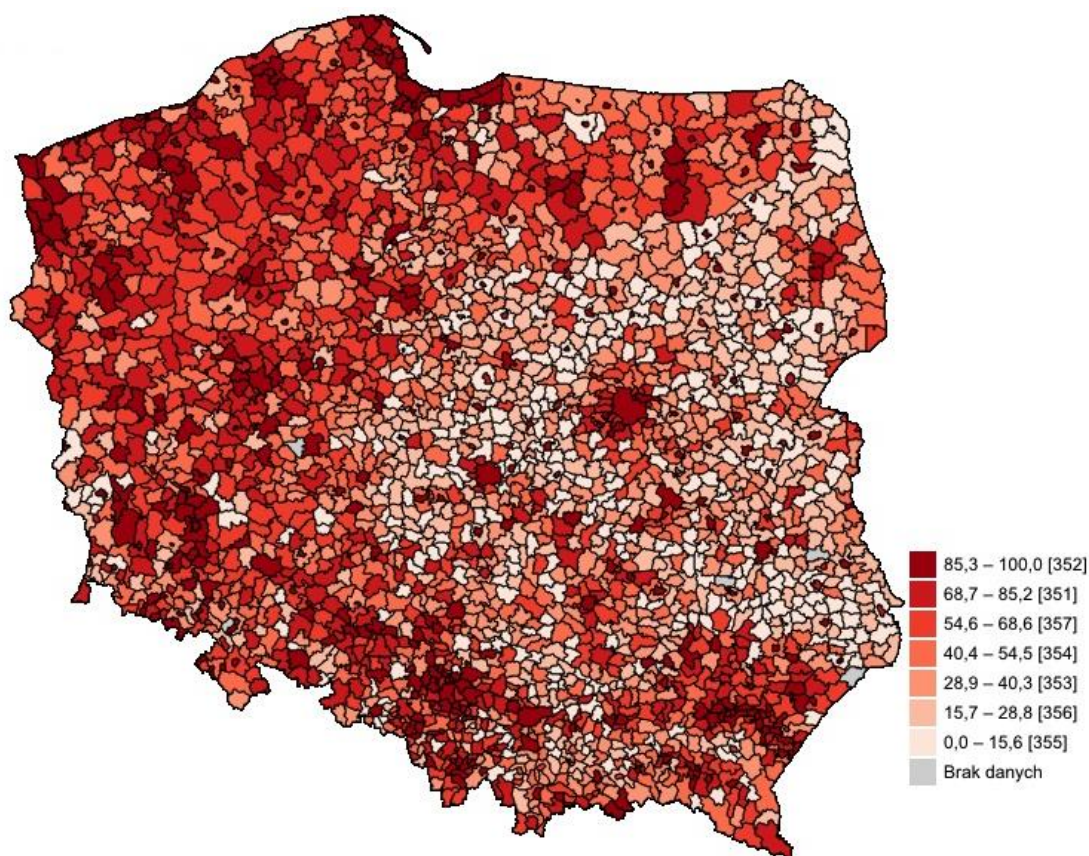 85,3 – 100,0 [352]
68,7 – 85,2 [351]
54,6 – 68,6 [357]
40,4 – 54,5 [354]
28,9 – 40,3 [353]
15,7 – 28,8 [356]
0,0 – 15,6 [355]
Brak danych